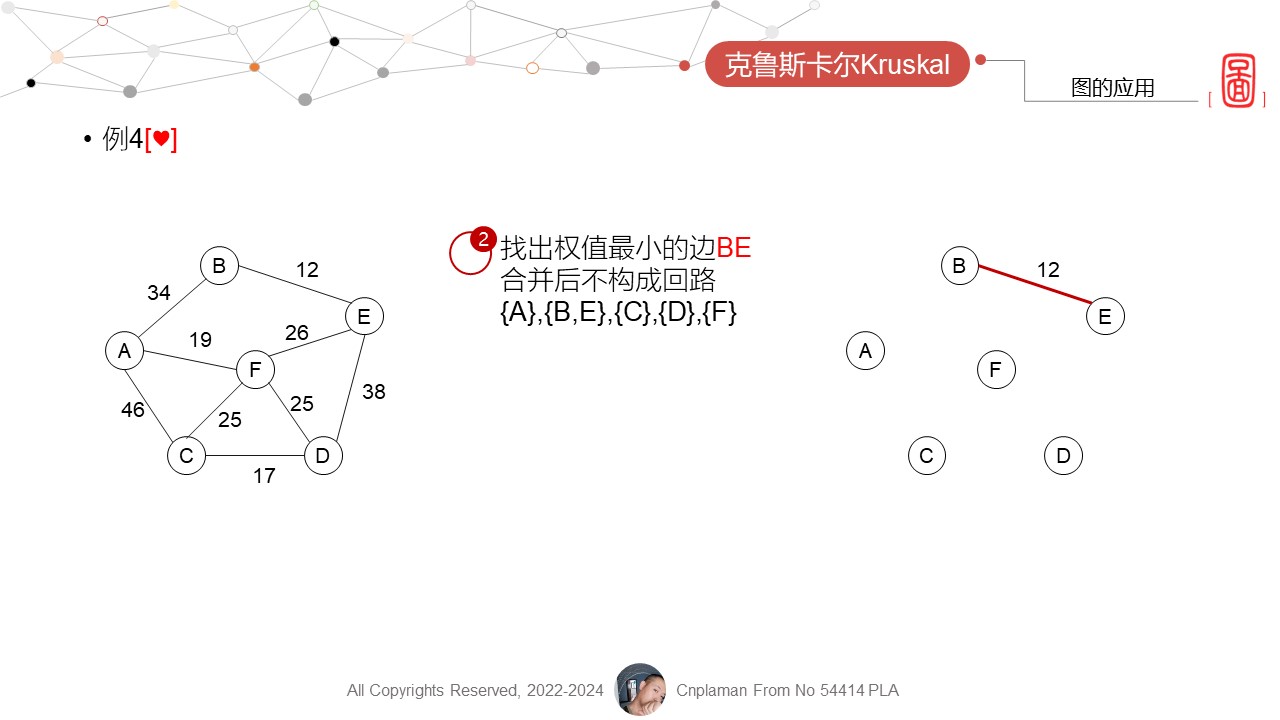 克鲁斯卡尔Kruskal
图的应用
• 例4[♥]
2
找出权值最小的边BE
合并后不构成回路
{A},{B,E},{C},{D},{F}
B
12
34
E
19
26
A
F
38
46
25
25
C
D
17
B
12
E
A
F
C
D
All Copyrights Reserved, 2022-2024
Cnplaman From No 54414 PLA